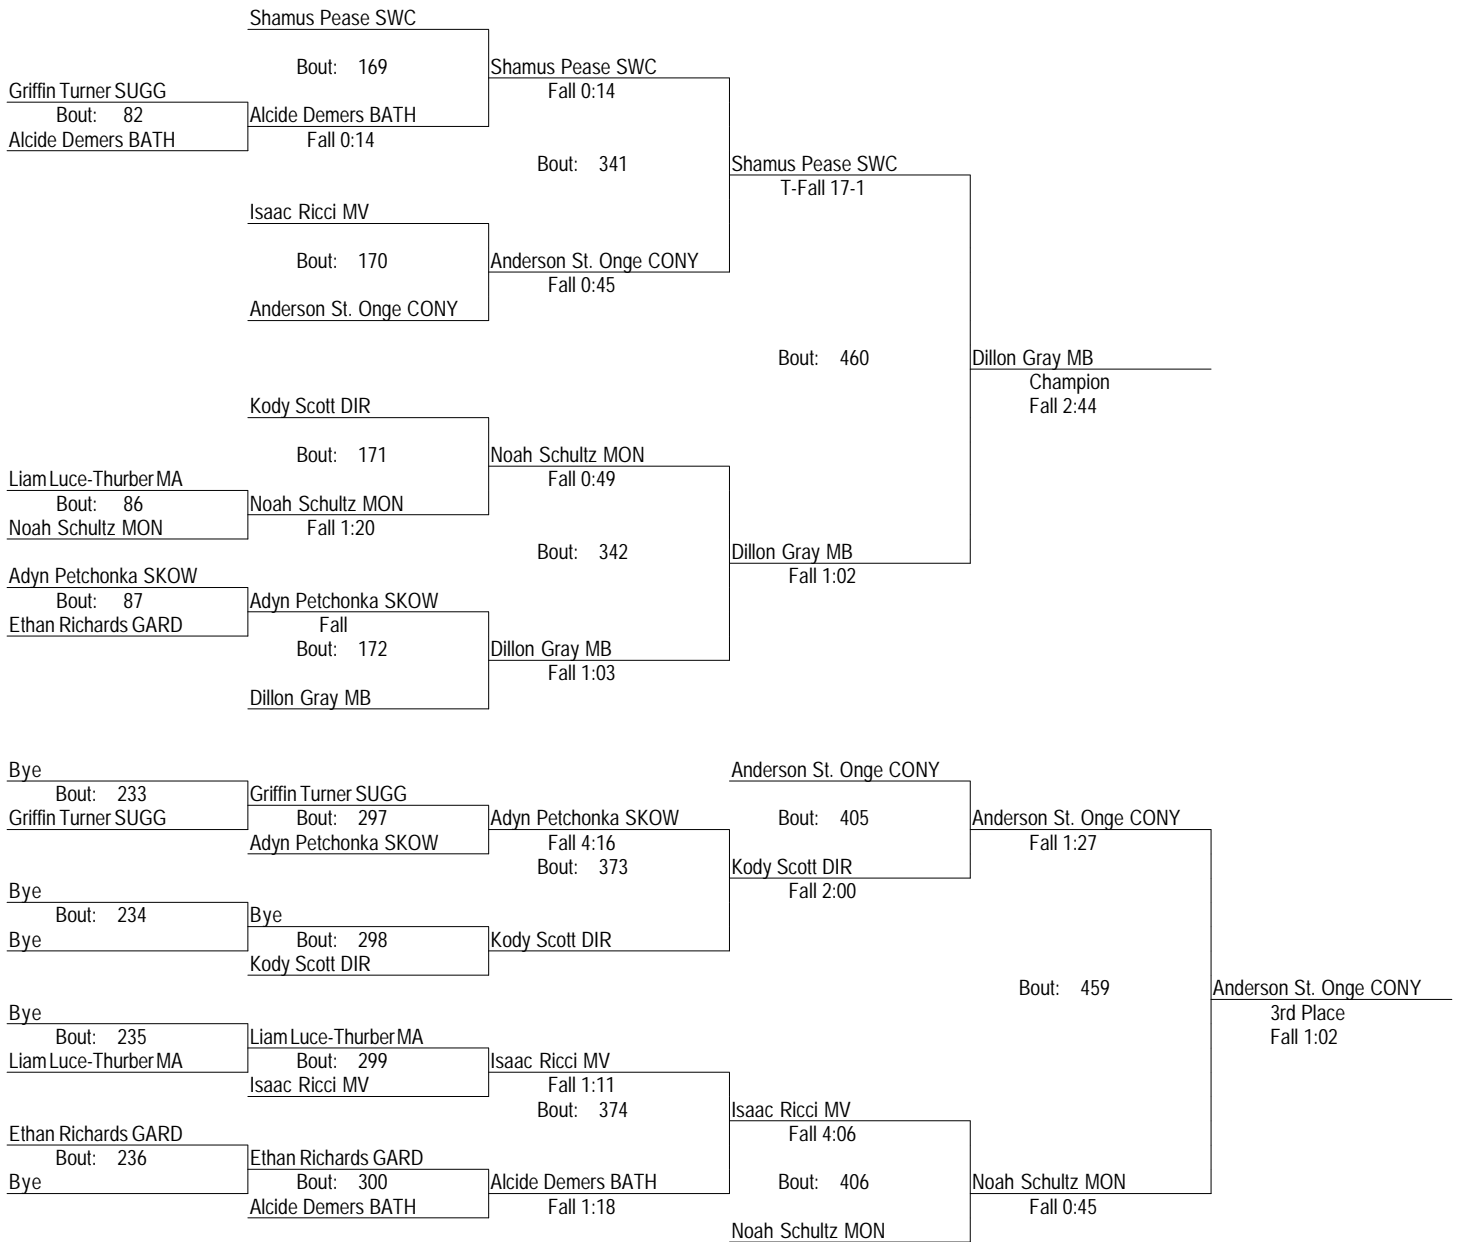 Shamus Pease SWC
Bout: 169
Shamus Pease SWC
Fall 0:14
Griffin Turner SUGG
Bout: 82
Alcide Demers BATH
Alcide Demers BATH
Fall 0:14
Bout: 341
Shamus Pease SWC
T-Fall 17-1
Isaac Ricci MV
Bout: 170
Anderson St. Onge CONY
Fall 0:45
Anderson St. Onge CONY
Bout: 460
Dillon Gray MB
Champion
Fall 2:44
Kody Scott DIR
Bout: 171
Noah Schultz MON
Fall 0:49
Liam Luce-Thurber MA
Bout: 86
Noah Schultz MON
Noah Schultz MON
Fall 1:20
Bout: 342
Dillon Gray MB
Fall 1:02
Adyn Petchonka SKOW
Bout: 87
Ethan Richards GARD
Adyn Petchonka SKOW
Fall
Bout: 172
Dillon Gray MB
Fall 1:03
Dillon Gray MB
Bye
Bout: 233
Griffin Turner SUGG
Griffin Turner SUGG
Bout: 297
Adyn Petchonka SKOW
Adyn Petchonka SKOW
Fall 4:16
Bout: 373
Anderson St. Onge CONY
Bout: 405
Kody Scott DIR
Fall 2:00
Anderson St. Onge CONY
Fall 1:27
Bye
Bout: 234
Bye
Bye
Bout: 298
Kody Scott DIR
Kody Scott DIR
Bout: 459
Anderson St. Onge CONY
3rd Place
Fall 1:02
Bye
Bout: 235
Liam Luce-Thurber MA
Liam Luce-Thurber MA
Bout: 299
Isaac Ricci MV
Isaac Ricci MV
Fall 1:11
Bout: 374
Isaac Ricci MV
Fall 4:06
Ethan Richards GARD
Bout: 236
Bye
Ethan Richards GARD
Bout: 300
Alcide Demers BATH
Alcide Demers BATH
Fall 1:18
Bout: 406
Noah Schultz MON
Noah Schultz MON
Fall 0:45